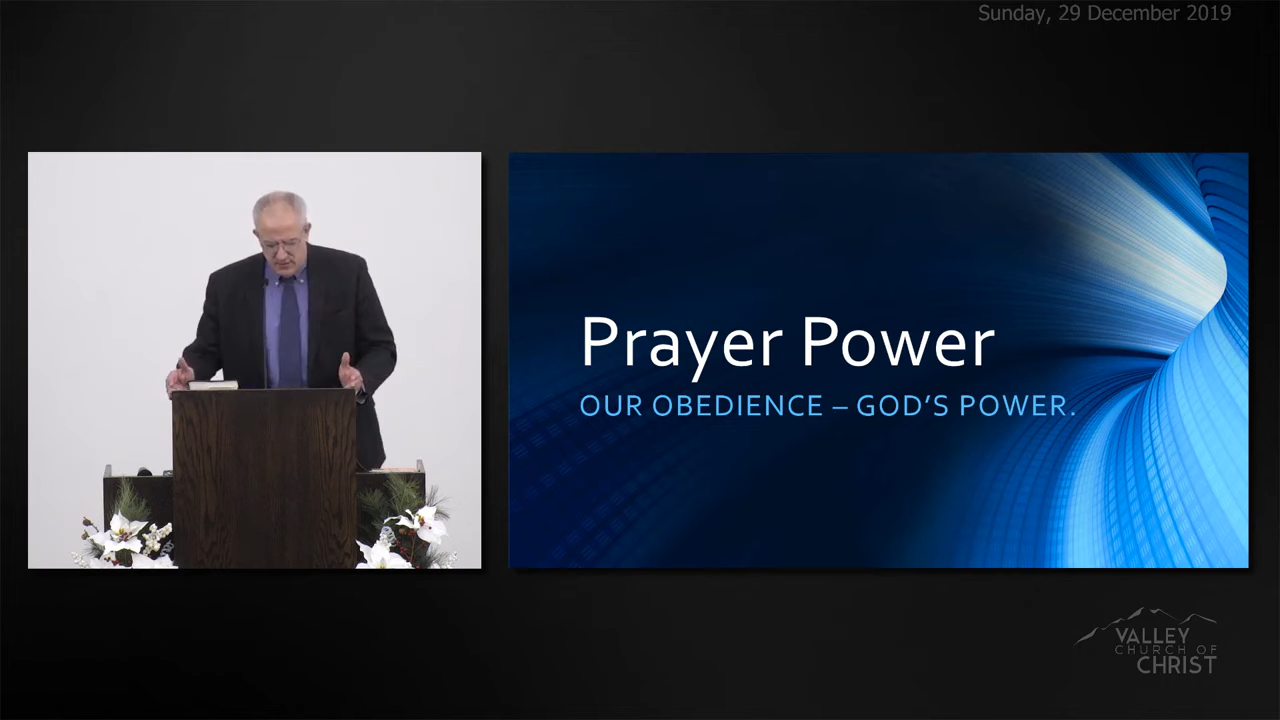 Sunday, 29 December 2019
Prayer Power
OUR OBEDIENCE – GOD'S POWER.
VALLEY
CHURCH OF
CHRIST